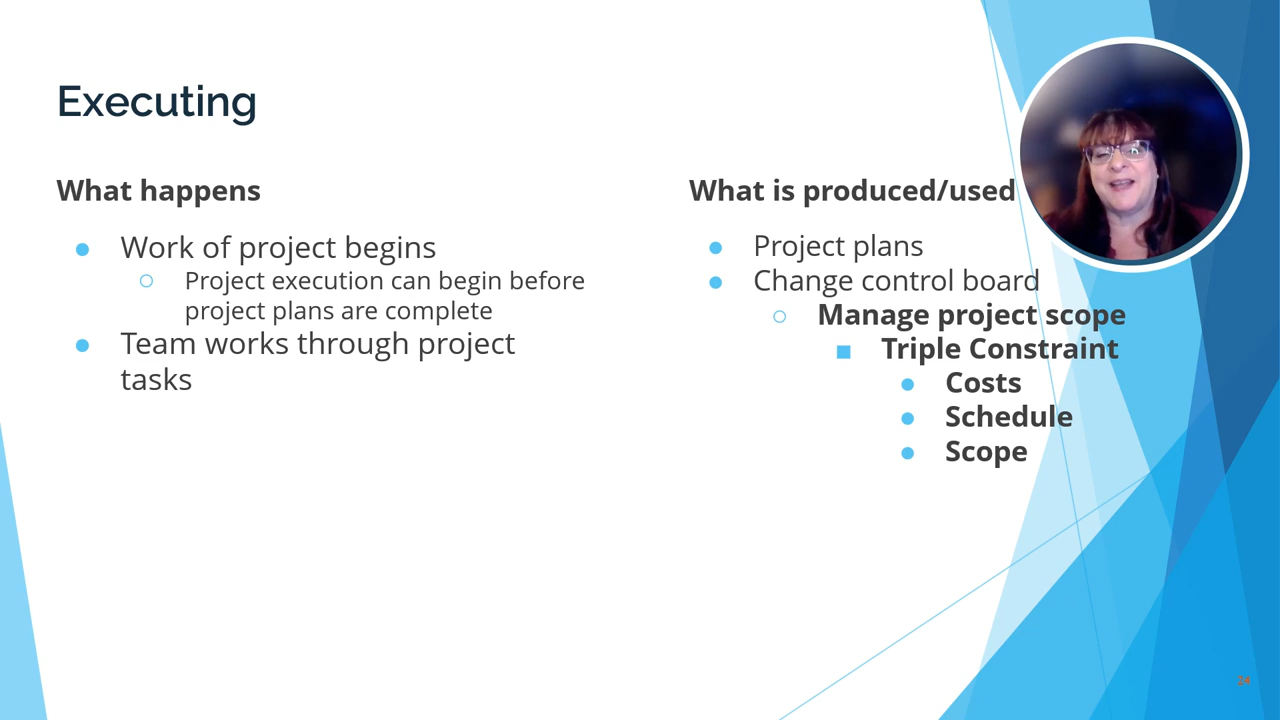 Executing
What happens
Work of project begins
Project execution can begin before
project plans are complete
Team works through project
tasks
What is produced/used
Project plans
Change control board
Manage project scope
Triple Constraint
Costs
Schedule
Scope
24